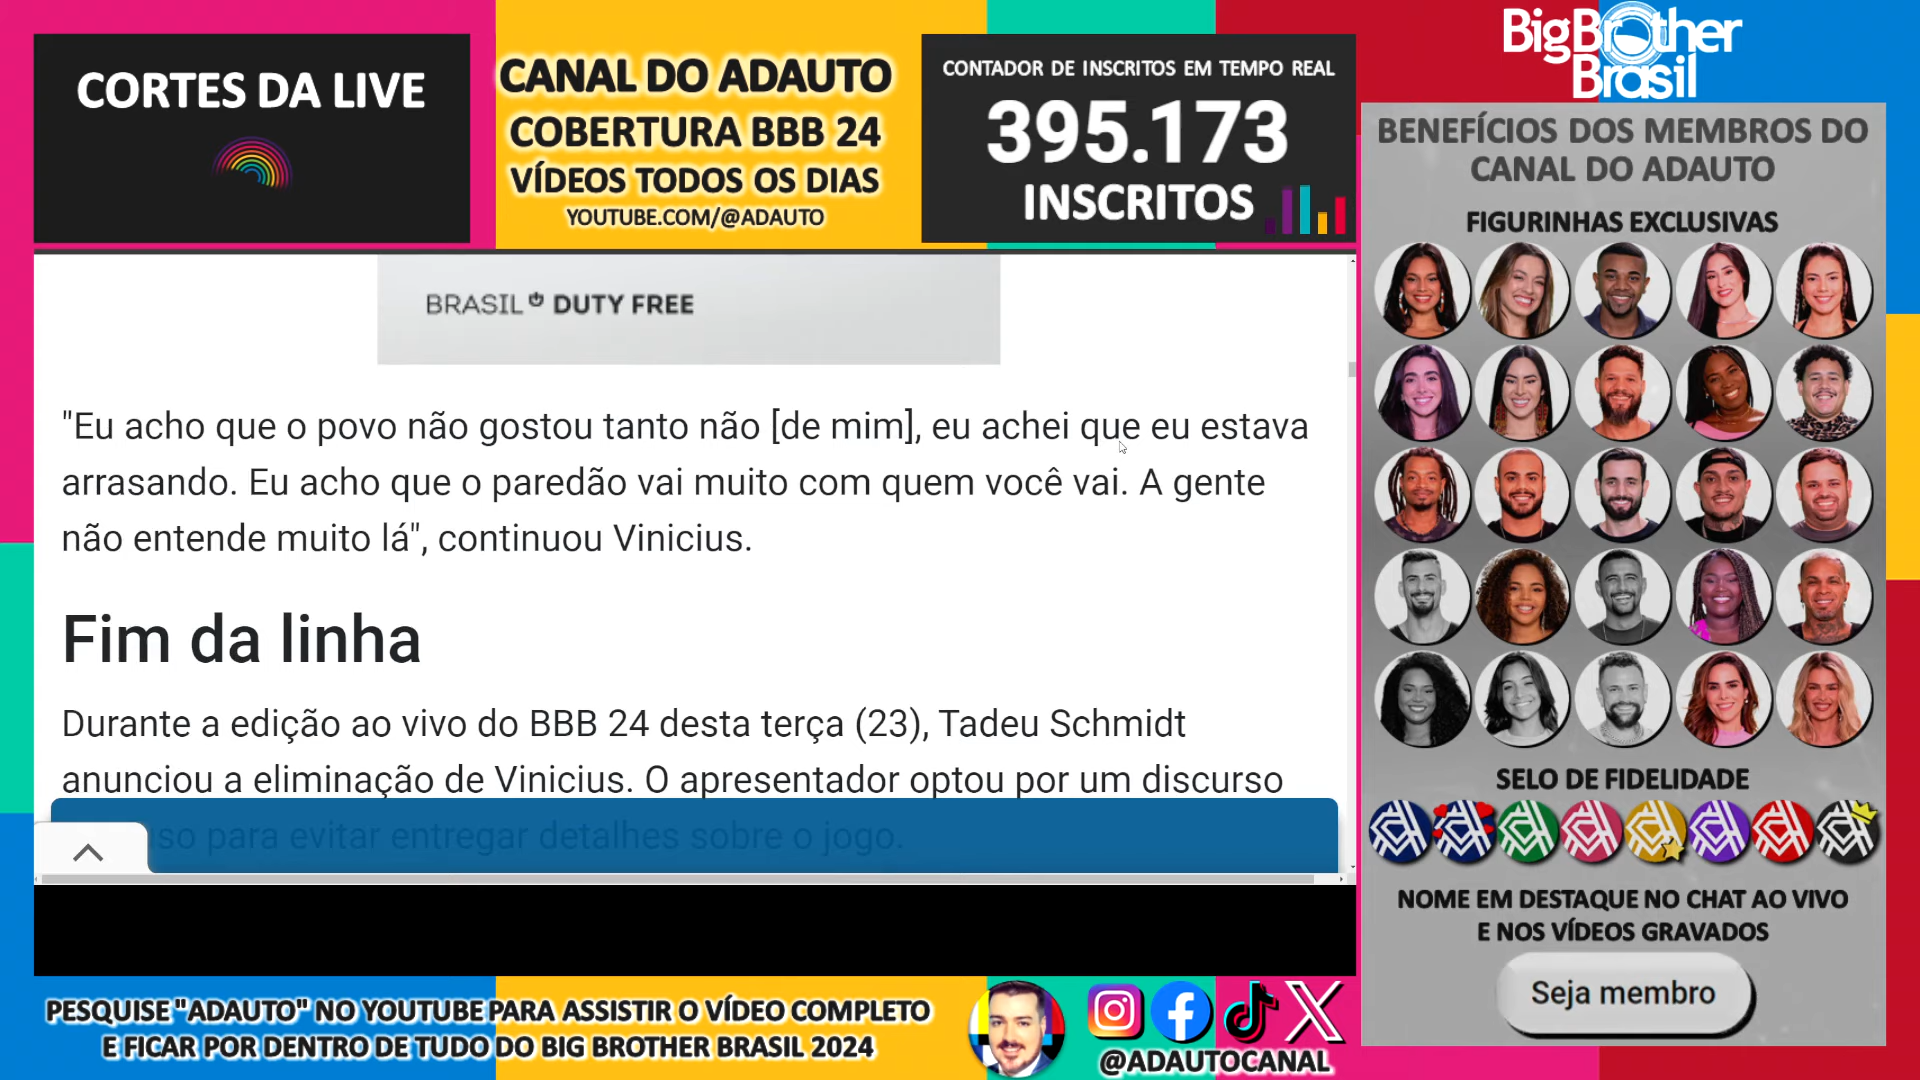 CORTES DA LIVE
CANAL DO ADAUTO
COBERTURA BBB 24
VÍDEOS TODOS OS DIAS
YOUTUBE.COM/@ADAUTO
CONTADOR DE INSCRITOS EM TEMPO REAL
395.173
INSCRITOS
BigBrother
Brasil
BENEFÍCIOS DOS MEMBROS DO
CANAL DO ADAUTO
FIGURINHAS EXCLUSIVAS
BRASIL DUTY FREE
"Eu acho que o povo não gostou tanto não [de mim], eu achei que eu estava
arrasando. Eu acho que o paredão vai muito com quem você vai. A gente
não entende muito lá", continuou Vinicius.
Fim da linha
Durante a edição ao vivo do BBB 24 desta terça (23), Tadeu Schmidt
anunciou a eliminação de Vinicius. O apresentador optou por um discurso
so para evitar entregar detalhes sobre o jogo.
SELO DE FIDELIDADE
NOME EM DESTAQUE NO CHAT AO VIVO
E NOS VÍDEOS GRAVADOS
Seja membro
PESQUISE "ADAUTO" NO YOUTUBE PARA ASSISTIR O VÍDEO COMPLETO
E FICAR POR DENTRO DE TUDO DO BIG BROTHER BRASIL 2024
@ADAUTOCANAL